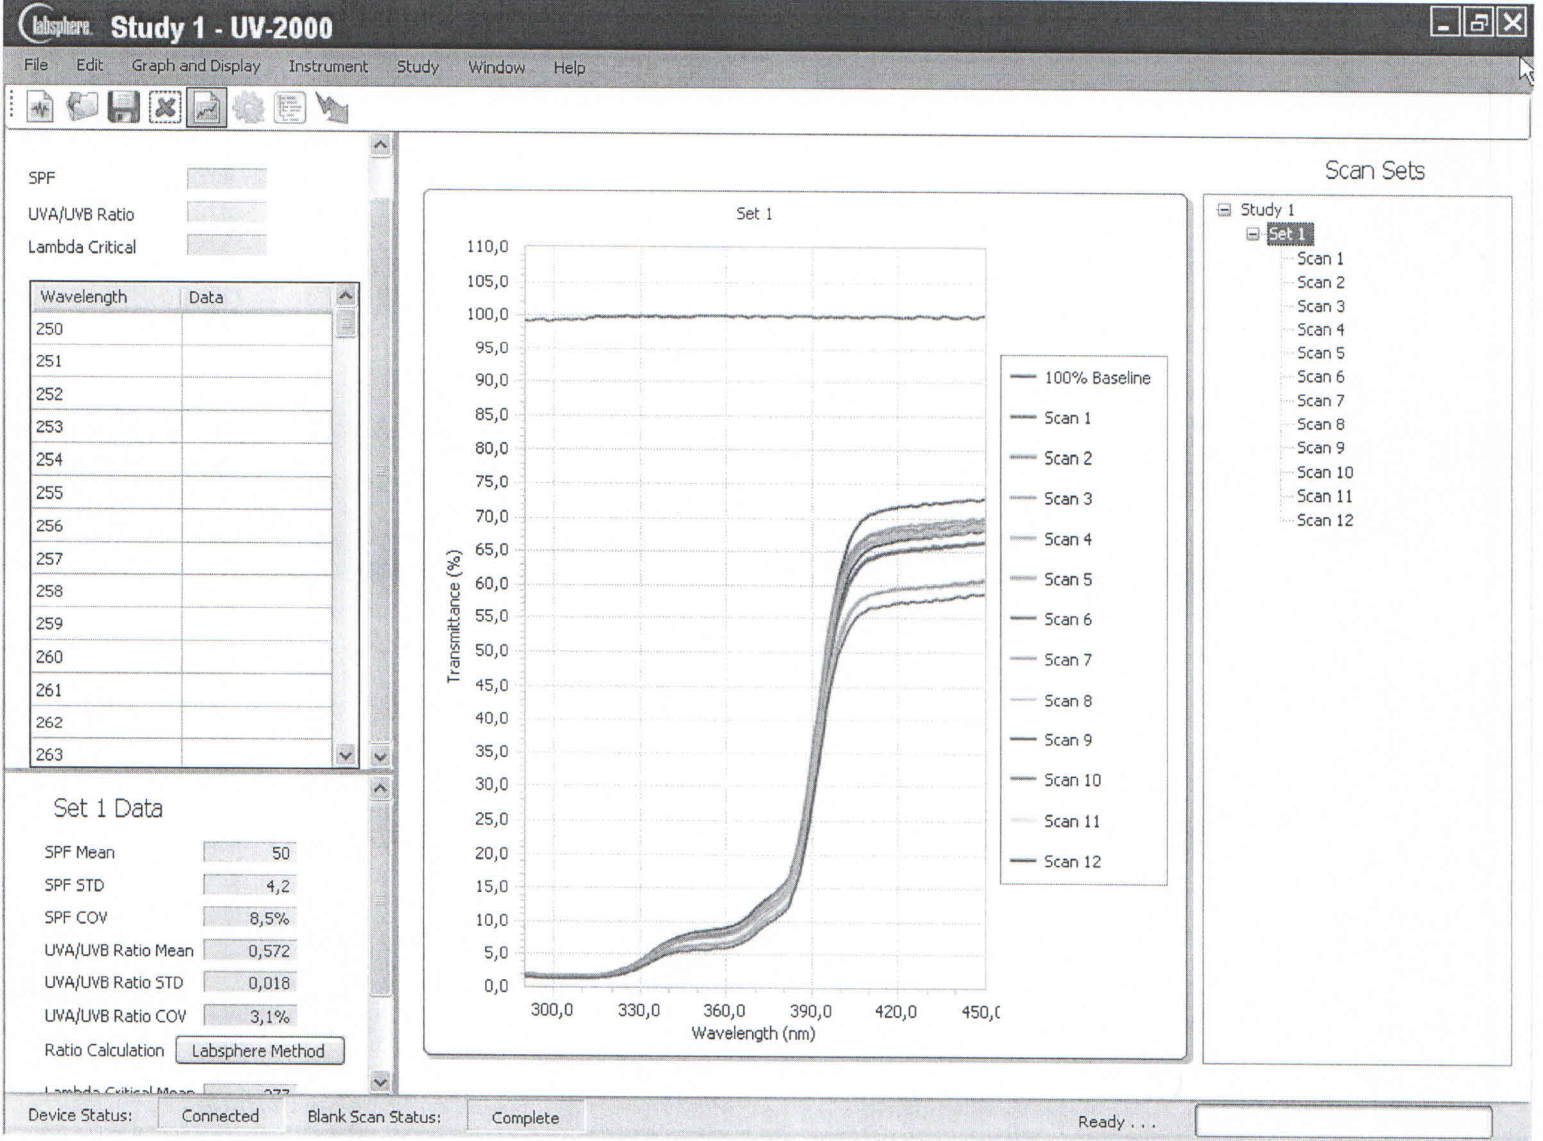 labsphere. Study 1 - UV-2000
File Edit Graph and Display Instrument Study Window Help
SPF
UVA/UVB Ratio
Lambda Critical
Wavelength Data
250
251
252
253
254
255
256
257
258
259
260
261
262
263
Set 1 Data
SPF Mean 50
SPF STD 4,2
SPF COV 8,5%
UVA/UVB Ratio Mean 0,572
UVA/UVB Ratio STD 0,018
UVA/UVB Ratio COV 3,1%
Ratio Calculation Labsphere Method
Lambda Critical Mean 377
Set 1
110,0
105,0
100,0
95,0
90,0
85,0
80,0
75,0
70,0
65,0
60,0
55,0
50,0
45,0
40,0
35,0
30,0
25,0
20,0
15,0
10,0
5,0
0,0
Transmittance (%)
300,0 330,0 360,0 390,0 420,0 450,0
Wavelength (nm)
100% Baseline
Scan 1
Scan 2
Scan 3
Scan 4
Scan 5
Scan 6
Scan 7
Scan 8
Scan 9
Scan 10
Scan 11
Scan 12
Scan Sets
Study 1
Set 1
Scan 1
Scan 2
Scan 3
Scan 4
Scan 5
Scan 6
Scan 7
Scan 8
Scan 9
Scan 10
Scan 11
Scan 12
Device Status: Connected Blank Scan Status: Complete Ready . . .